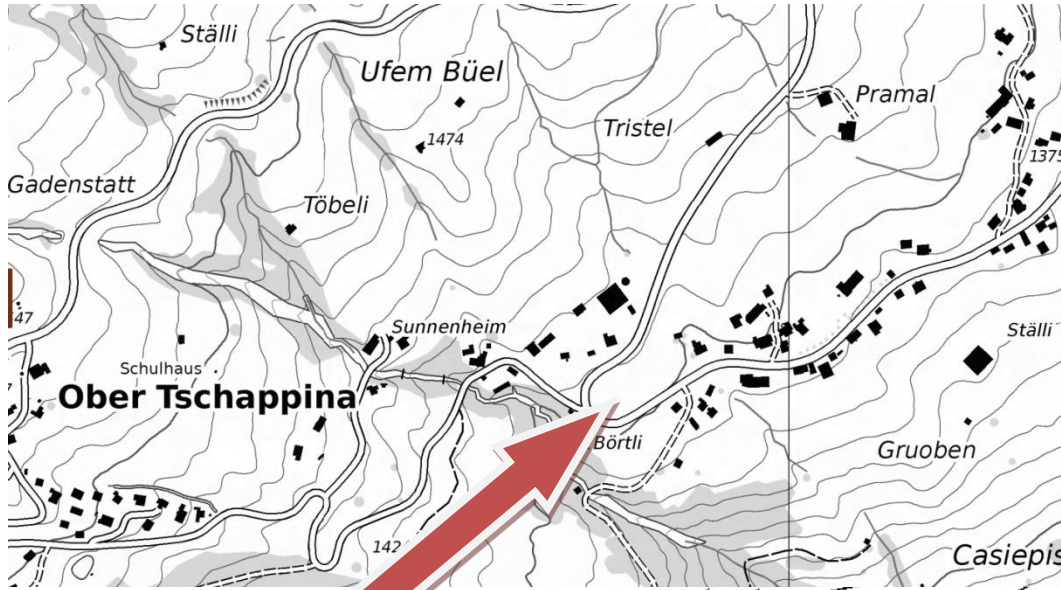 Ställi
Ufem Büel
Pramal
Tristel
1474
1375
Gadenstatt
Töbeli
47
Sunnenheim
Ställi
Schulhaus
Ober Tschappina
7
Börtli
Gruoben
142
Casiepis